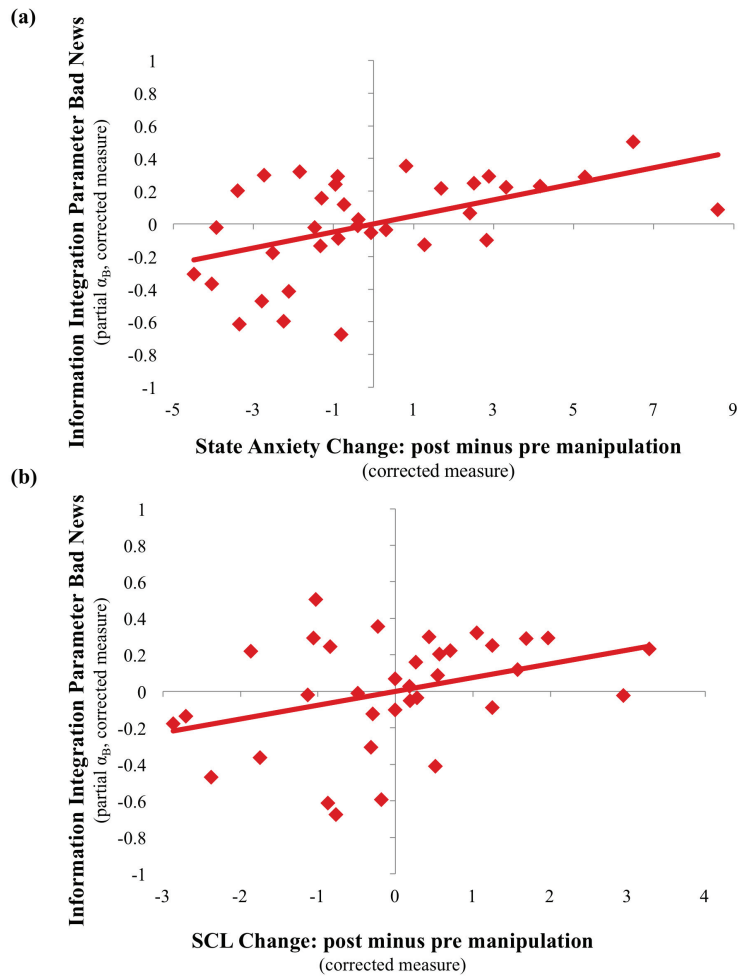 (a)
Information Integration Parameter Bad News
(partial αB, corrected measure)
1
0.8
0.6
0.4
0.2
0
-0.2
-0.4
-0.6
-0.8
-1
-5 -3 -1 1 3 5 7 9
State Anxiety Change: post minus pre manipulation
(corrected measure)
(b)
Information Integration Parameter Bad News
(partial αB, corrected measure)
1
0.8
0.6
0.4
0.2
0
-0.2
-0.4
-0.6
-0.8
-1
-3 -2 -1 0 1 2 3 4
SCL Change: post minus pre manipulation
(corrected measure)